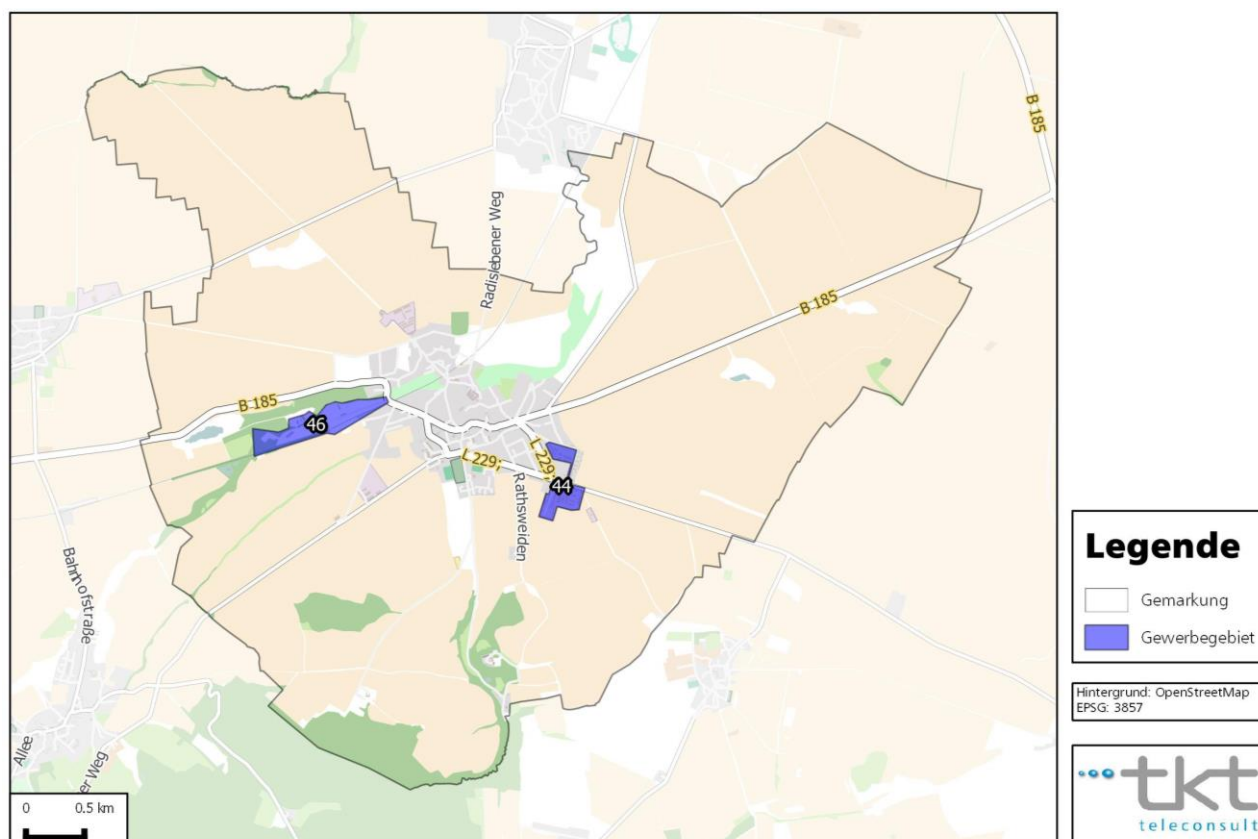 B 185
Radislebener Weg
B 185
B 185
46
L 229;
L 229;
44
Rathsweiden
Bahnhofstraße
Allee
er Weg
0 0.5 km
Legende
Gemarkung
Gewerbegebiet
Hintergrund: OpenStreetMap
EPSG: 3857
tkt
teleconsult